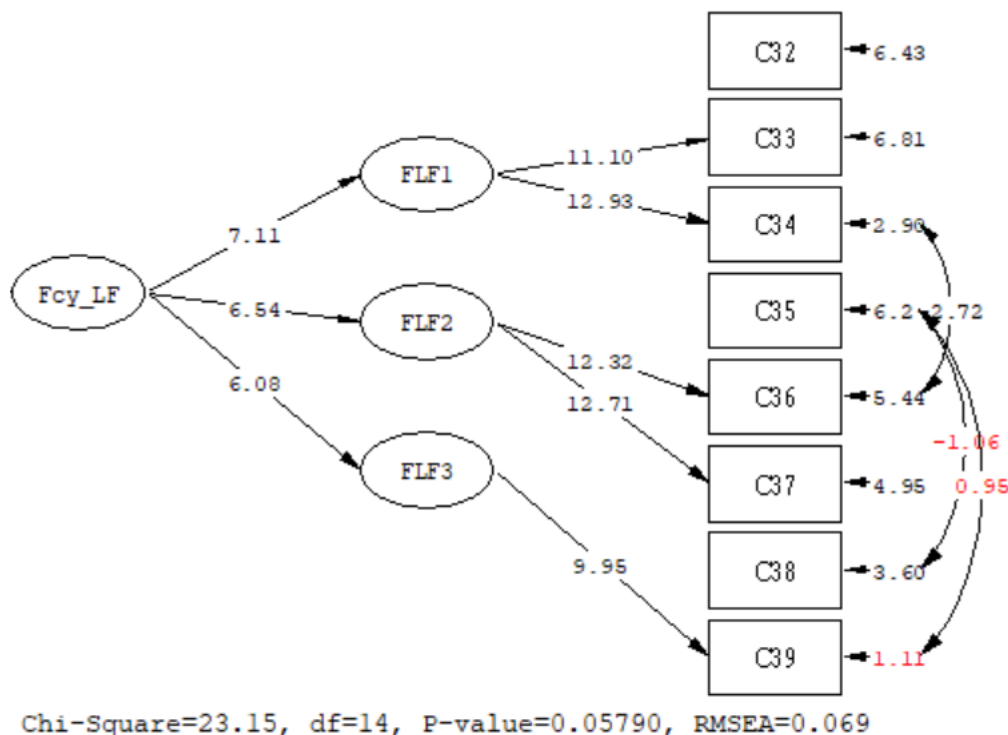 C32
6.43
C33
6.81
11.10
FLF1
12.93
C34
2.90
7.11
Fcy_LF
6.54
C35
6.2
2.72
FLF2
12.32
C36
5.44
6.08
12.71
-1.06
FLF3
C37
4.95
0.95
9.95
C38
3.60
C39
1.11
Chi-Square=23.15, df=14, P-value=0.05790, RMSEA=0.069